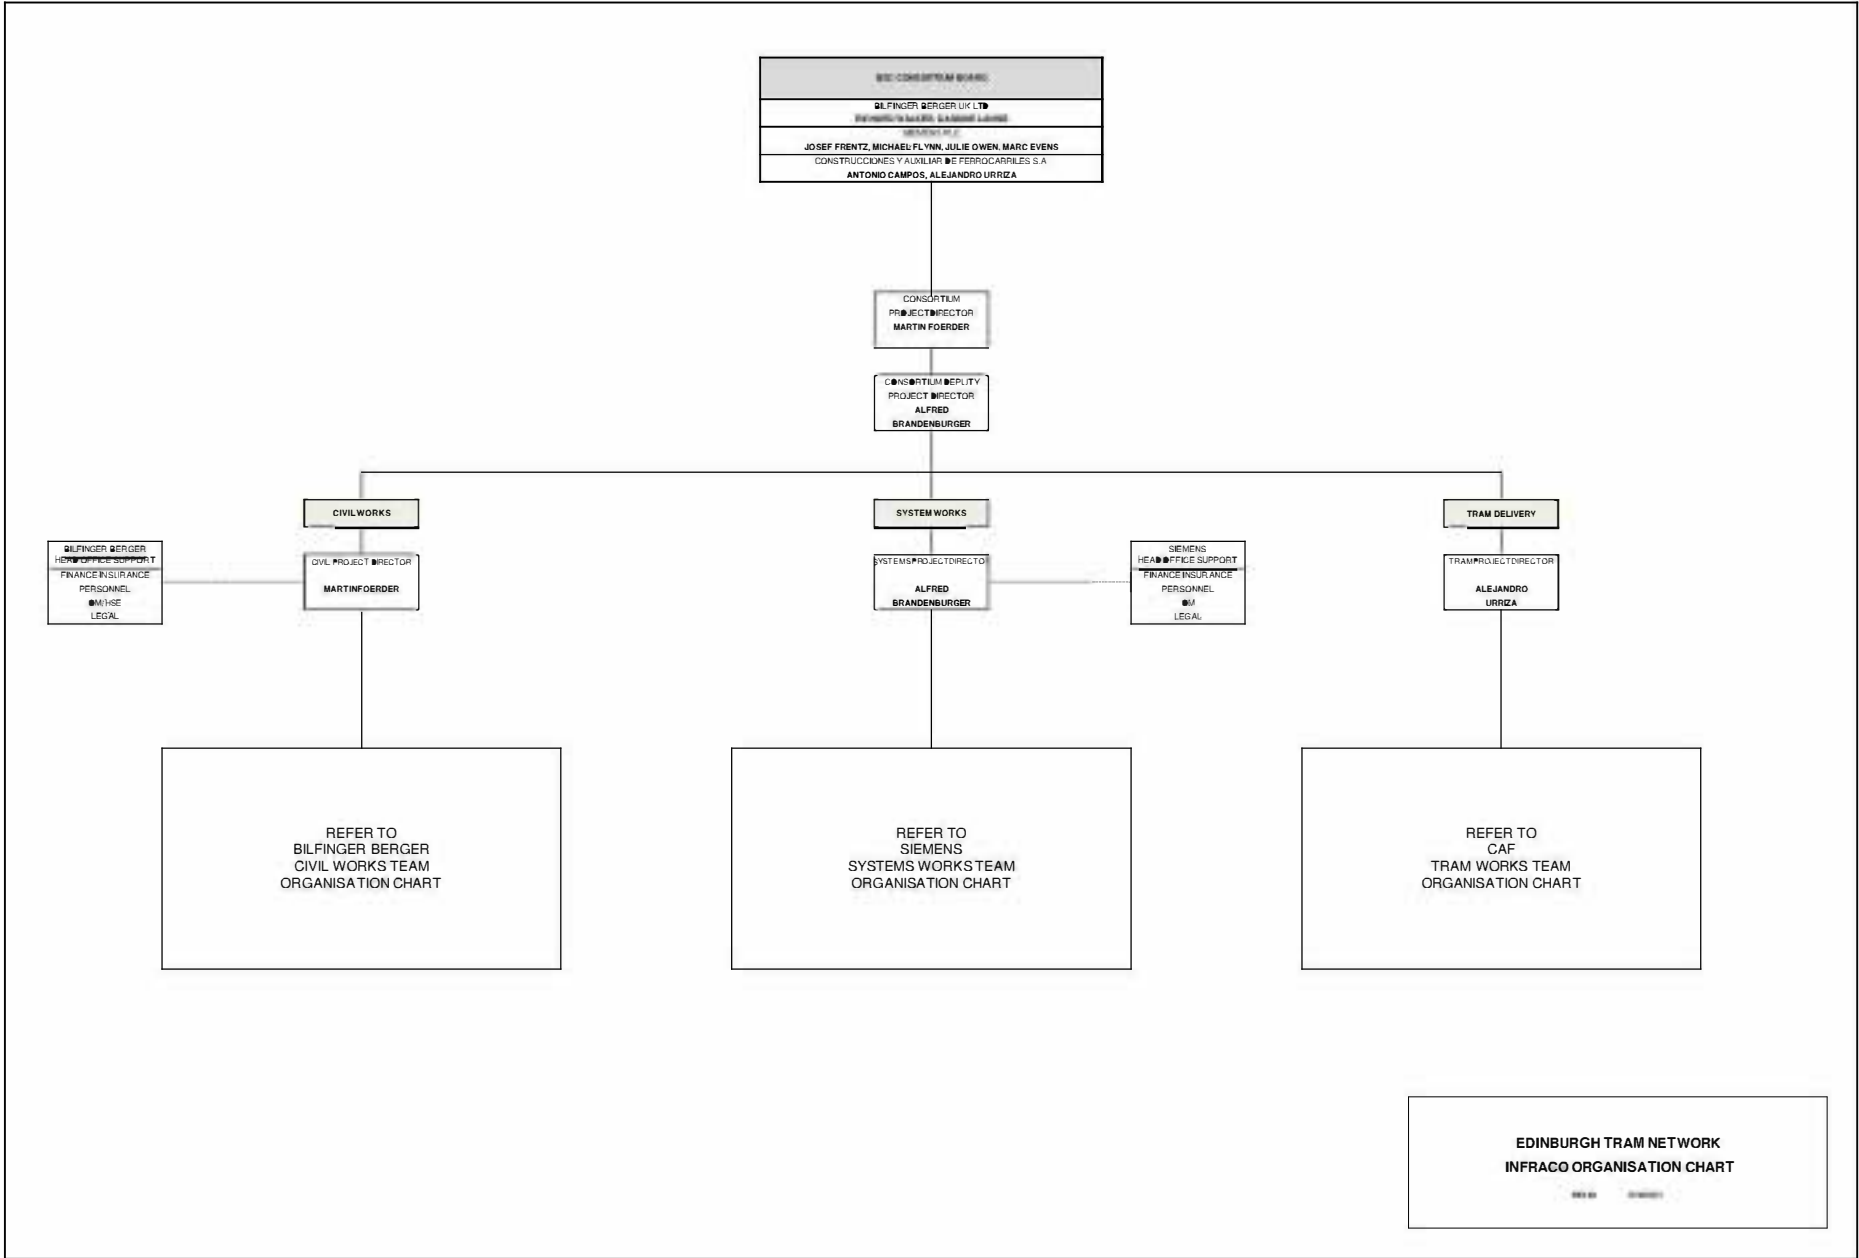 BILFINGER BERGER UK LTD
SIEMENS PLC
JOSEF FRENTZ, MICHAEL FLYNN, JULIE OWEN, MARC EVENS
CONSTRUCCIONES Y AUXILIAR DE FERROCARRILES S.A
ANTONIO CAMPOS, ALEJANDRO URRIZA
CONSORTIUM
PROJECT DIRECTOR
MARTIN FOERDER
CONSORTIUM DEPUTY
PROJECT DIRECTOR
ALFRED
BRANDENBURGER
CIVIL WORKS
SYSTEM WORKS
TRAM DELIVERY
BILFINGER BERGER
HEAD OFFICE SUPPORT
FINANCE INSURANCE
PERSONNEL
QM/HSE
LEGAL
CIVIL PROJECT DIRECTOR
MARTIN FOERDER
SYSTEMS PROJECT DIRECTO
ALFRED
BRANDENBURGER
SIEMENS
HEAD OFFICE SUPPORT
FINANCE INSURANCE
PERSONNEL
QM
LEGAL
TRAM PROJECT DIRECTOR
ALEJANDRO
URRIZA
REFER TO
BILFINGER BERGER
CIVIL WORKS TEAM
ORGANISATION CHART
REFER TO
SIEMENS
SYSTEMS WORKS TEAM
ORGANISATION CHART
REFER TO
CAF
TRAM WORKS TEAM
ORGANISATION CHART
EDINBURGH TRAM NETWORK
INFRACO ORGANISATION CHART